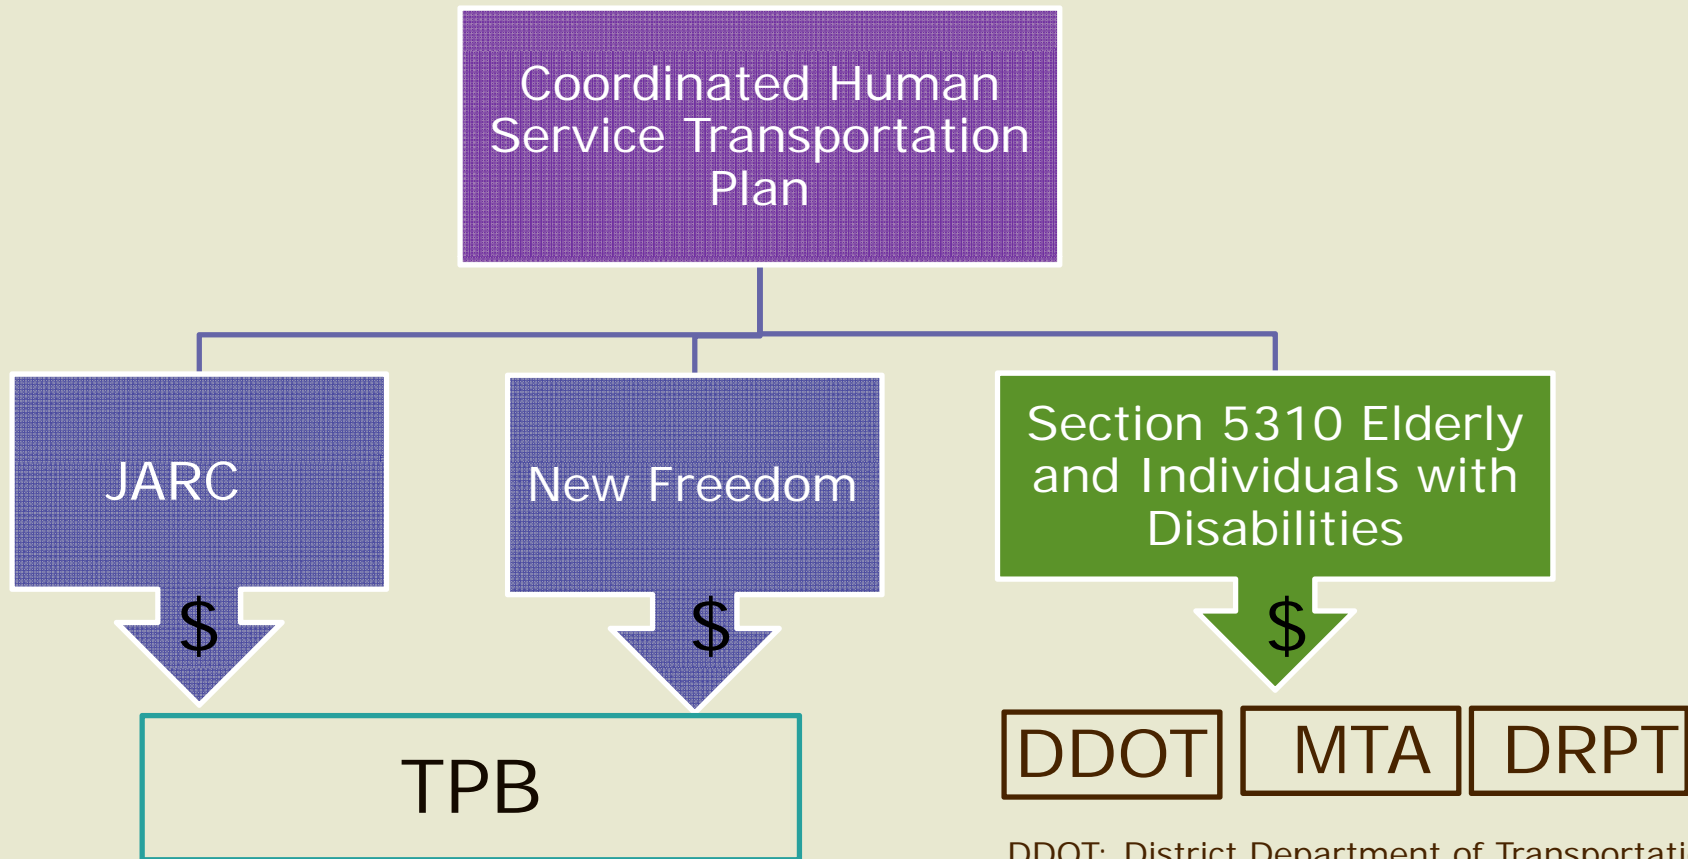 Coordinated Human
Service Transportation
Plan
JARC
New Freedom
Section 5310 Elderly
and Individuals with
Disabilities
$
$
$
TPB
DDOT
MTA
DRPT
DDOT: District Department of